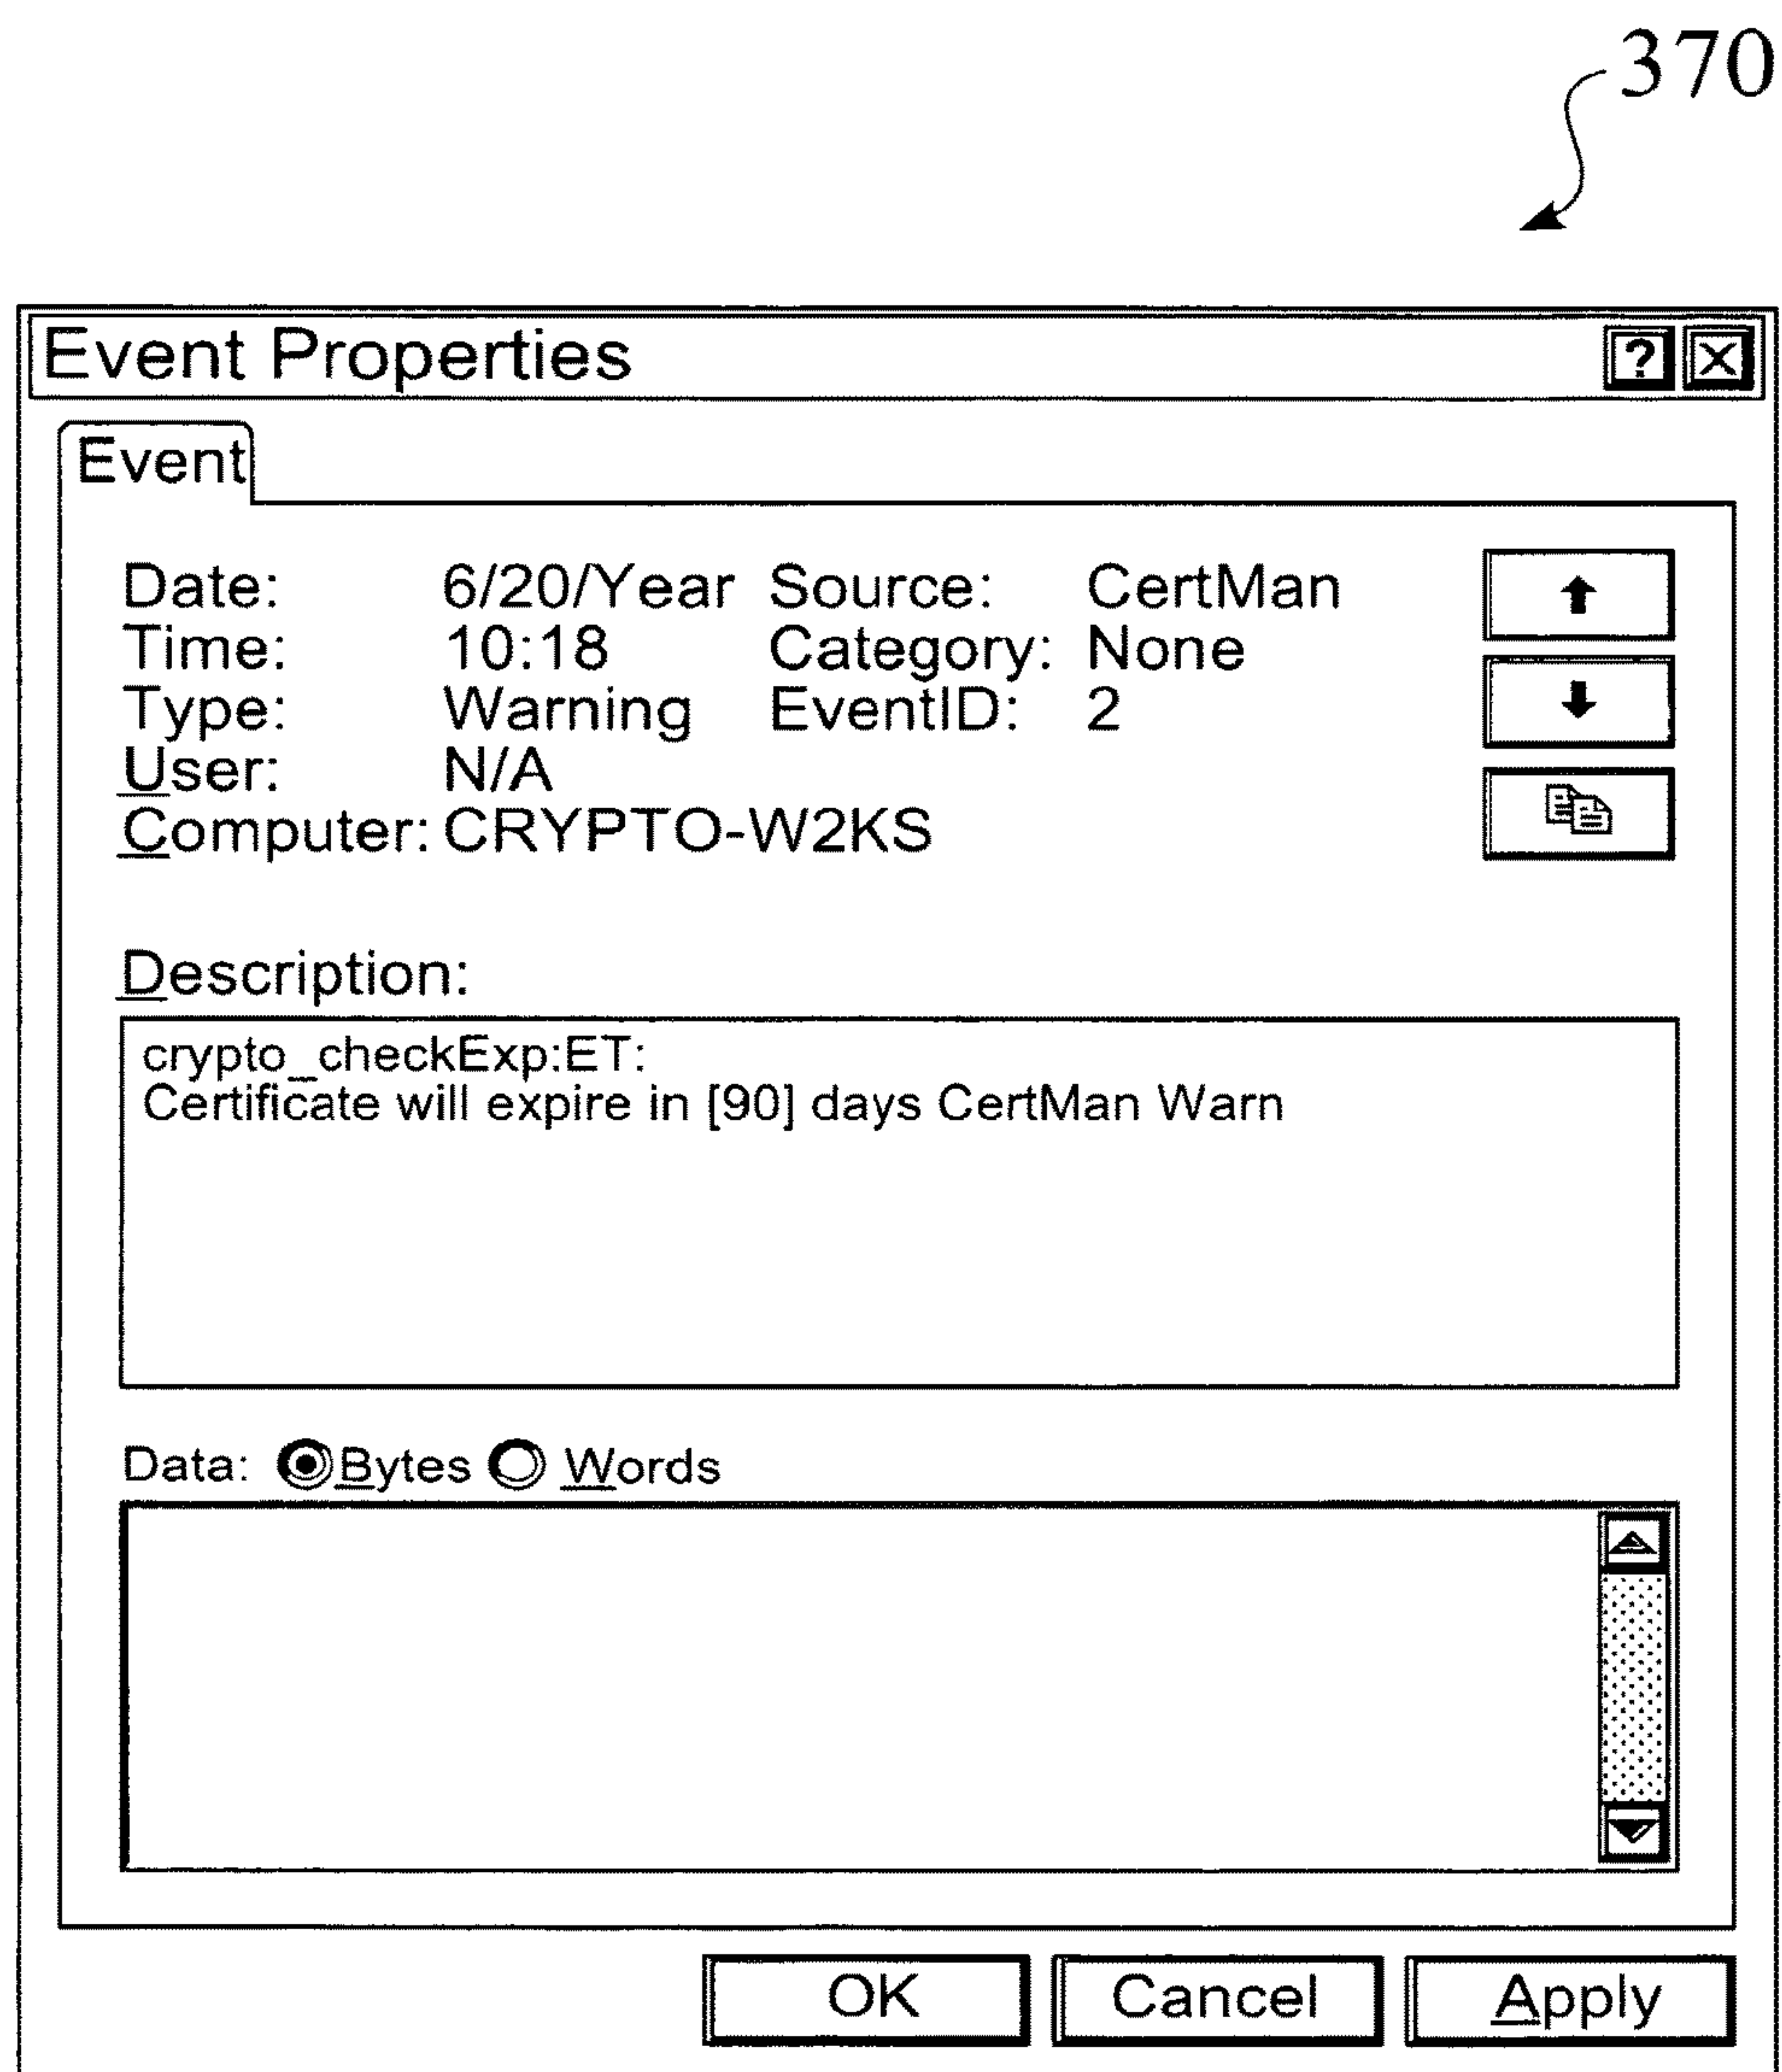 370
Event Properties ?
Event
Date: 6/20/Year Source: CertMan
Time: 10:18 Category: None
Type: Warning EventID: 2
User: N/A
Computer: CRYPTO-W2KS
Description:
crypto_checkExp:ET:
Certificate will expire in [90] days CertMan Warn
Data: Bytes Words
OK Cancel Apply